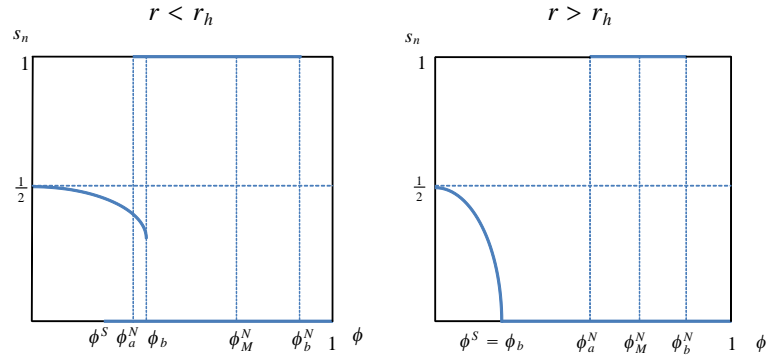 r < r_h
r > r_h
s_n
s_n
1
1
1/2
1/2
ϕ^S ϕ_a^N ϕ_b ϕ_M^N ϕ_b^N 1 ϕ
ϕ^S = ϕ_b ϕ_a^N ϕ_M^N ϕ_b^N 1 ϕ